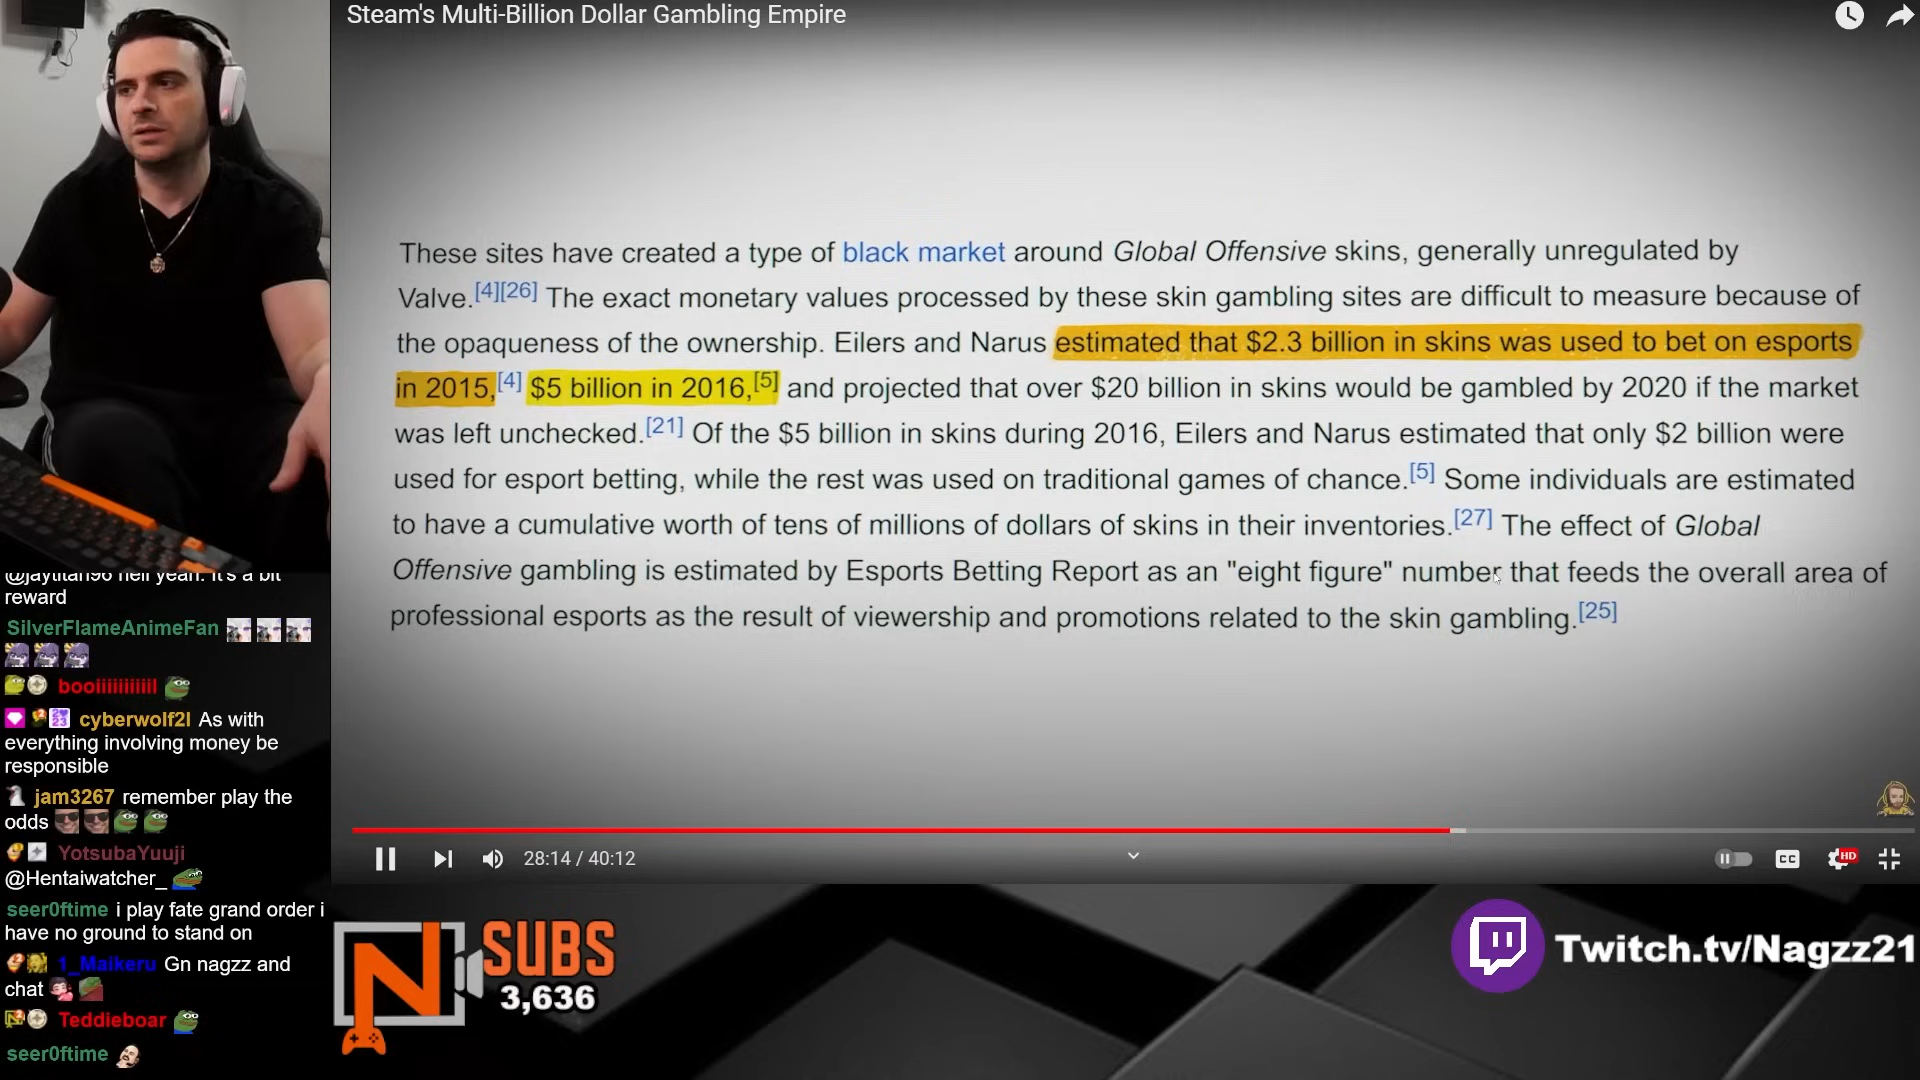 Steam's Multi-Billion Dollar Gambling Empire
These sites have created a type of black market around Global Offensive skins, generally unregulated by
Valve.[4][26] The exact monetary values processed by these skin gambling sites are difficult to measure because of
the opaqueness of the ownership. Eilers and Narus estimated that $2.3 billion in skins was used to bet on esports
in 2015,[4] $5 billion in 2016,[5] and projected that over $20 billion in skins would be gambled by 2020 if the market
was left unchecked.[21] Of the $5 billion in skins during 2016, Eilers and Narus estimated that only $2 billion were
used for esport betting, while the rest was used on traditional games of chance.[5] Some individuals are estimated
to have a cumulative worth of tens of millions of dollars of skins in their inventories.[27] The effect of Global
Offensive gambling is estimated by Esports Betting Report as an "eight figure" number that feeds the overall area of
professional esports as the result of viewership and promotions related to the skin gambling.[25]
28:14 / 40:12
CC
HD
@jaytitan96 hell yeah. it's a bit
reward
SilverFlameAnimeFan
booiiiiiiiiiil
cyberwolf2l As with
everything involving money be
responsible
jam3267 remember play the
odds
YotsubaYuuji
@Hentaiwatcher_
seer0ftime i play fate grand order i
have no ground to stand on
1_Maikeru Gn nagzz and
chat
Teddieboar
seer0ftime
N
SUBS
3,636
Twitch.tv/Nagzz21